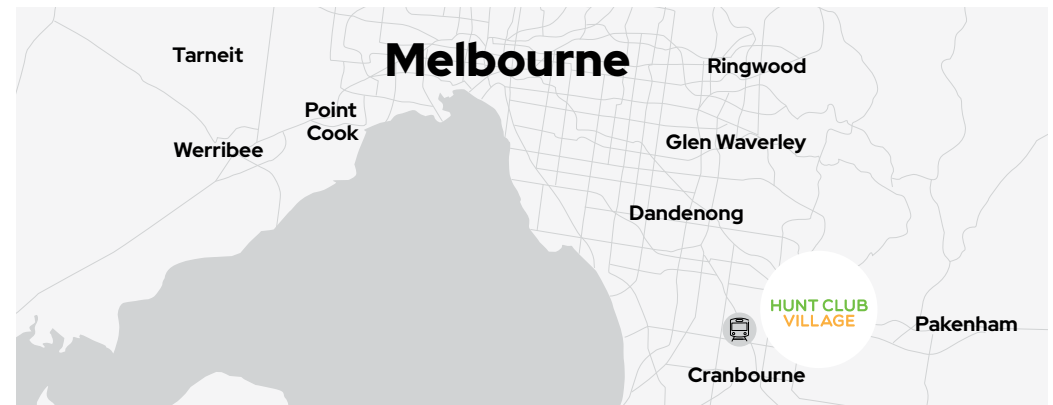 Melbourne
Tarneit
Ringwood
Point
Cook
Glen Waverley
Werribee
Dandenong
HUNT CLUB
VILLAGE
Pakenham
Cranbourne